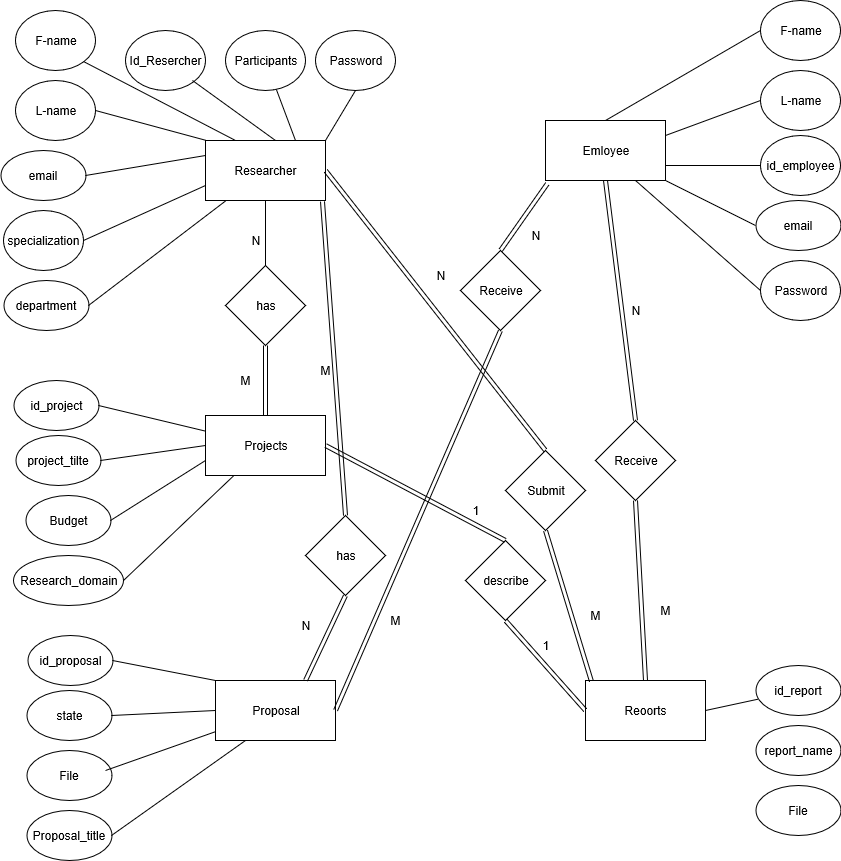 F-name
Id_Resercher
Participants
Password
L-name
email
specialization
department
Researcher
F-name
L-name
id_employee
email
Password
Emloyee
N
has
M
N
Receive
N
N
M
id_project
project_tilte
Budget
Research_domain
Projects
1
Submit
Receive
has
describe
N
M
M
M
1
id_proposal
state
File
Proposal_title
Proposal
Reoorts
id_report
report_name
File